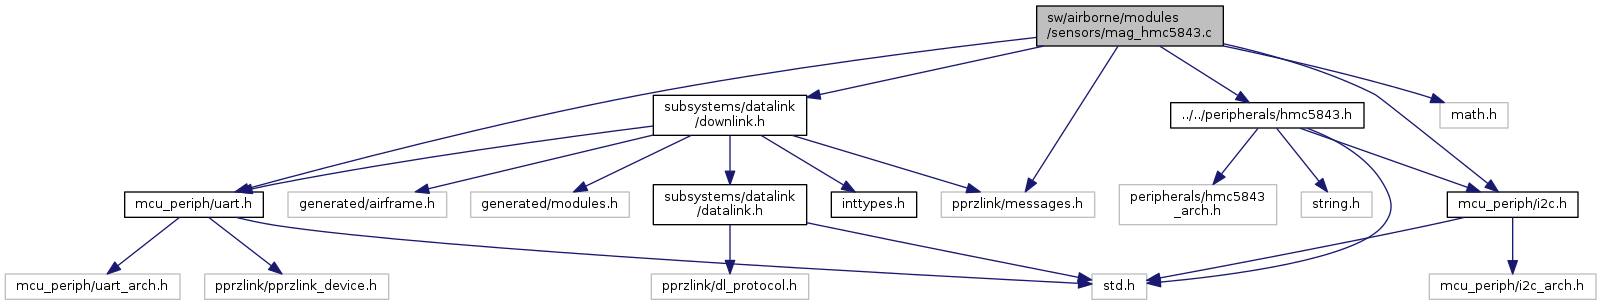 sw/airborne/modules
/sensors/mag_hmc5843.c
subsystems/datalink
/downlink.h
../../peripherals/hmc5843.h
math.h
mcu_periph/uart.h
generated/airframe.h
generated/modules.h
subsystems/datalink
/datalink.h
inttypes.h
pprzlink/messages.h
peripherals/hmc5843
_arch.h
string.h
mcu_periph/i2c.h
mcu_periph/uart_arch.h
pprzlink/pprzlink_device.h
pprzlink/dl_protocol.h
std.h
mcu_periph/i2c_arch.h